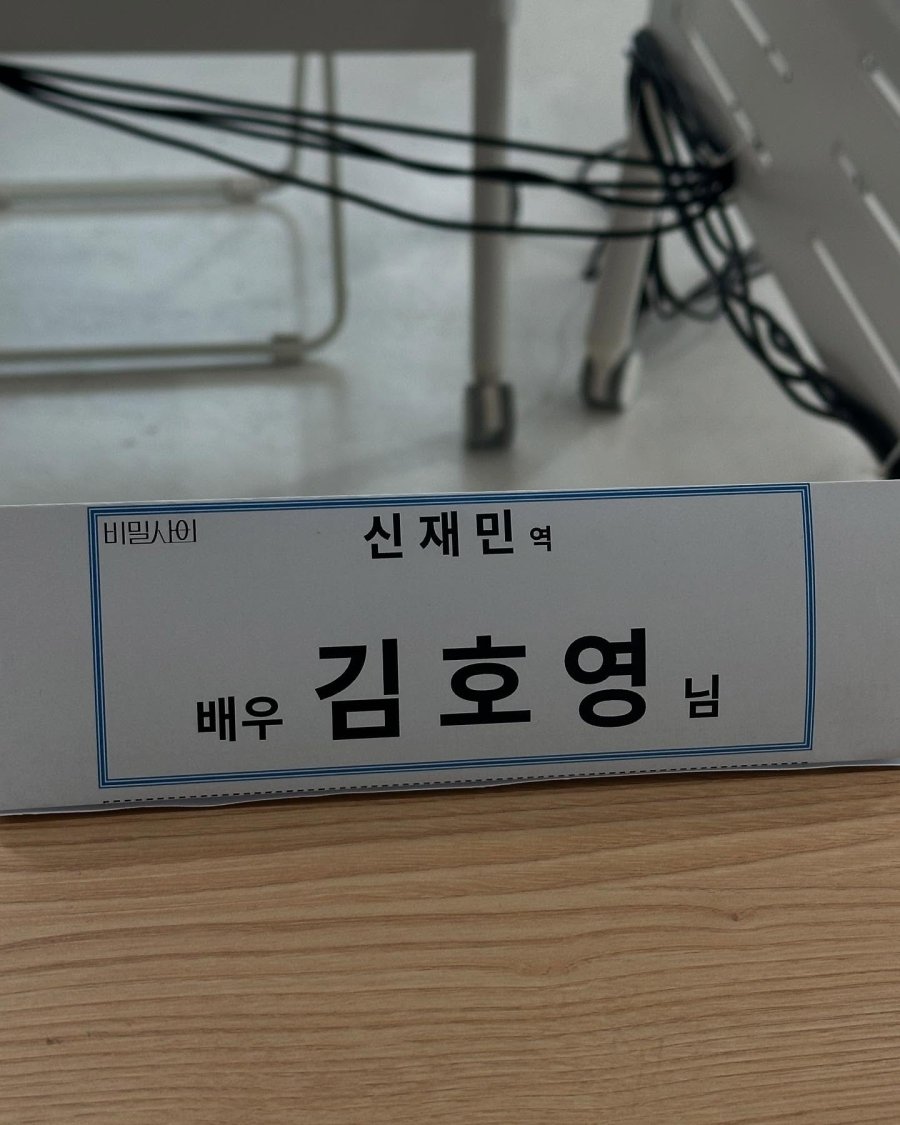 비밀사이
신재민 역
배우 김호영 님